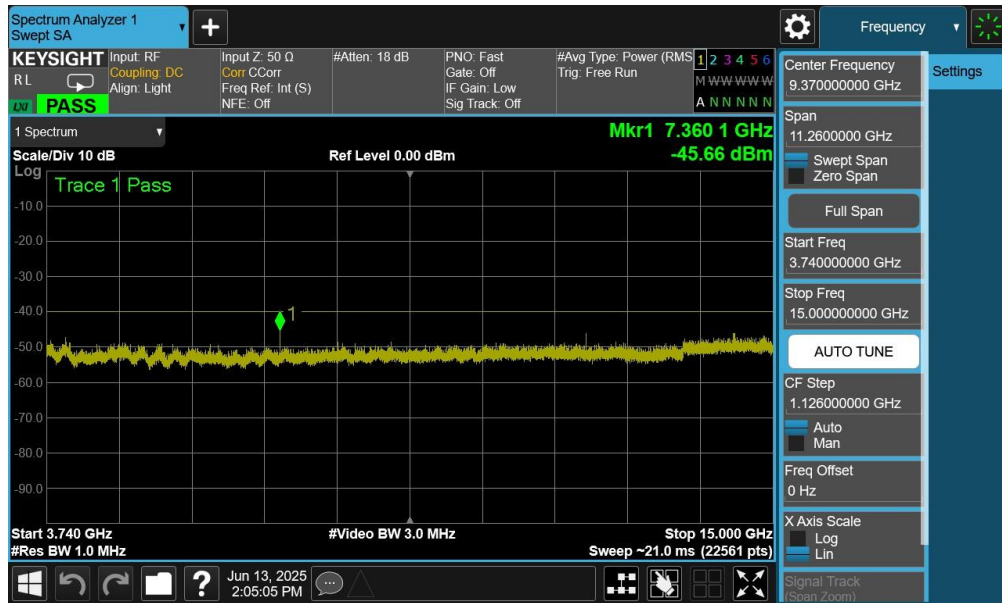 Spectrum Analyzer 1
Swept SA
+
Frequency
KEYSIGHT
R L
LXI
PASS
Input: RF
Coupling: DC
Align: Light
Input Z: 50 Ω
Corr CCorr
Freq Ref: Int (S)
NFE: Off
#Atten: 18 dB
PNO: Fast
Gate: Off
IF Gain: Low
Sig Track: Off
#Avg Type: Power (RMS
Trig: Free Run
1 2 3 4 5 6
M W W W W W
A N N N N N
1 Spectrum
Scale/Div 10 dB
Ref Level 0.00 dBm
Mkr1 7.360 1 GHz
-45.66 dBm
Log
Trace 1 Pass
-10.0
-20.0
-30.0
-40.0
1
-50.0
-60.0
-70.0
-80.0
-90.0
Start 3.740 GHz
#Video BW 3.0 MHz
Stop 15.000 GHz
#Res BW 1.0 MHz
Sweep ~21.0 ms (22561 pts)
Center Frequency
9.370000000 GHz
Settings
Span
11.2600000 GHz
Swept Span
Zero Span
Full Span
Start Freq
3.740000000 GHz
Stop Freq
15.000000000 GHz
AUTO TUNE
CF Step
1.126000000 GHz
Auto
Man
Freq Offset
0 Hz
X Axis Scale
Log
Lin
Signal Track
(Span Zoom)
?
Jun 13, 2025
2:05:05 PM